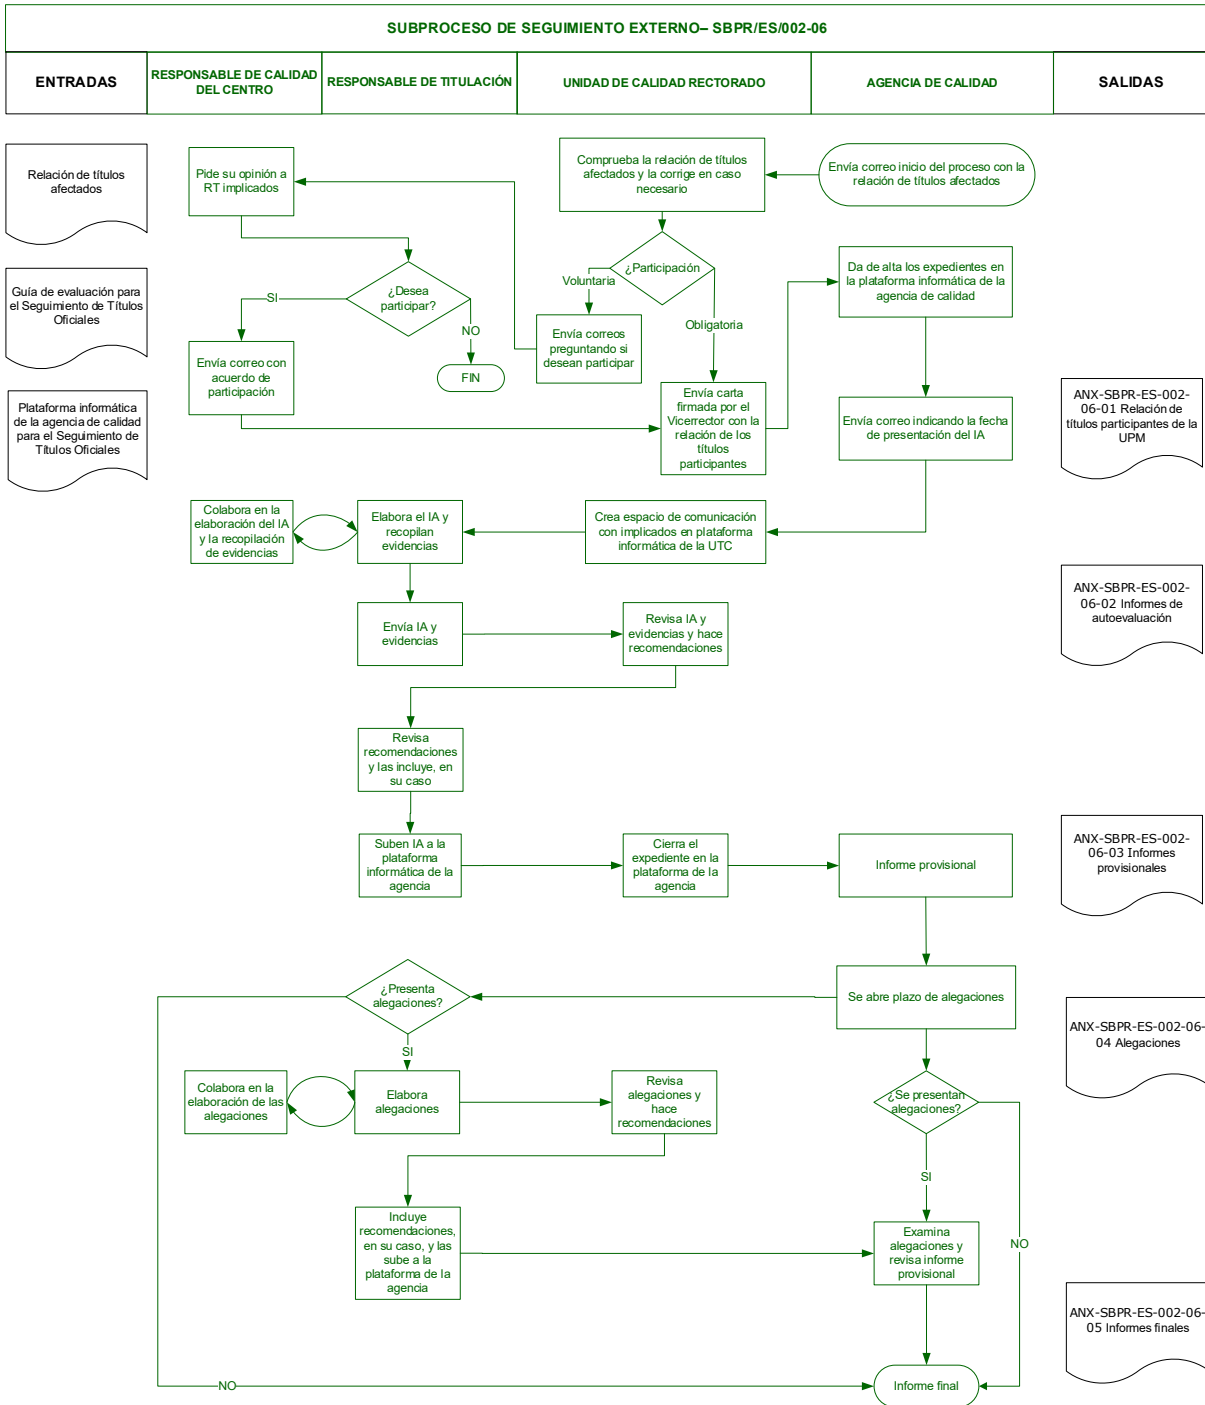 SUBPROCESO DE SEGUIMIENTO EXTERNO– SBPR/ES/002-06
ENTRADAS
RESPONSABLE DE CALIDAD
DEL CENTRO
RESPONSABLE DE TITULACIÓN
UNIDAD DE CALIDAD RECTORADO
AGENCIA DE CALIDAD
SALIDAS
Relación de títulos
afectados
Pide su opinión a
RT implicados
Comprueba la relación de títulos
afectados y la corrige en caso
necesario
Envía correo inicio del proceso con la
relación de títulos afectados
Guía de evaluación para
el Seguimiento de Títulos
Oficiales
SI
¿Desea
participar?
NO
FIN
¿Participación
Voluntaria
Obligatoria
Envía correos
preguntando si
desean participar
Da de alta los expedientes en
la plataforma informática de la
agencia de calidad
Envía correo con
acuerdo de
participación
Plataforma informática
de la agencia de calidad
para el Seguimiento de
Títulos Oficiales
Envía carta
firmada por el
Vicerrector con la
relación de los
títulos
participantes
Envía correo indicando la fecha
de presentación del IA
ANX-SBPR-ES-002-
06-01 Relación de
títulos participantes de la
UPM
Colabora en la
elaboración del IA
y la recopilación
de evidencias
Elabora el IA y
recopilan
evidencias
Crea espacio de comunicación
con implicados en plataforma
informática de la UTC
Envía IA y
evidencias
Revisa IA y
evidencias y hace
recomendaciones
ANX-SBPR-ES-002-
06-02 Informes de
autoevaluación
Revisa
recomendaciones
y las incluye, en
su caso
Suben IA a la
plataforma
informática de la
agencia
Cierra el
expediente en la
plataforma de la
agencia
Informe provisional
ANX-SBPR-ES-002-
06-03 Informes
provisionales
¿Presenta
alegaciones?
SI
Se abre plazo de alegaciones
ANX-SBPR-ES-002-06-
04 Alegaciones
Colabora en la
elaboración de las
alegaciones
Elabora
alegaciones
Revisa
alegaciones y
hace
recomendaciones
¿Se presentan
alegaciones?
SI
NO
Incluye
recomendaciones,
en su caso, y las
sube a la
plataforma de la
agencia
Examina
alegaciones y
revisa informe
provisional
ANX-SBPR-ES-002-06-
05 Informes finales
NO
Informe final